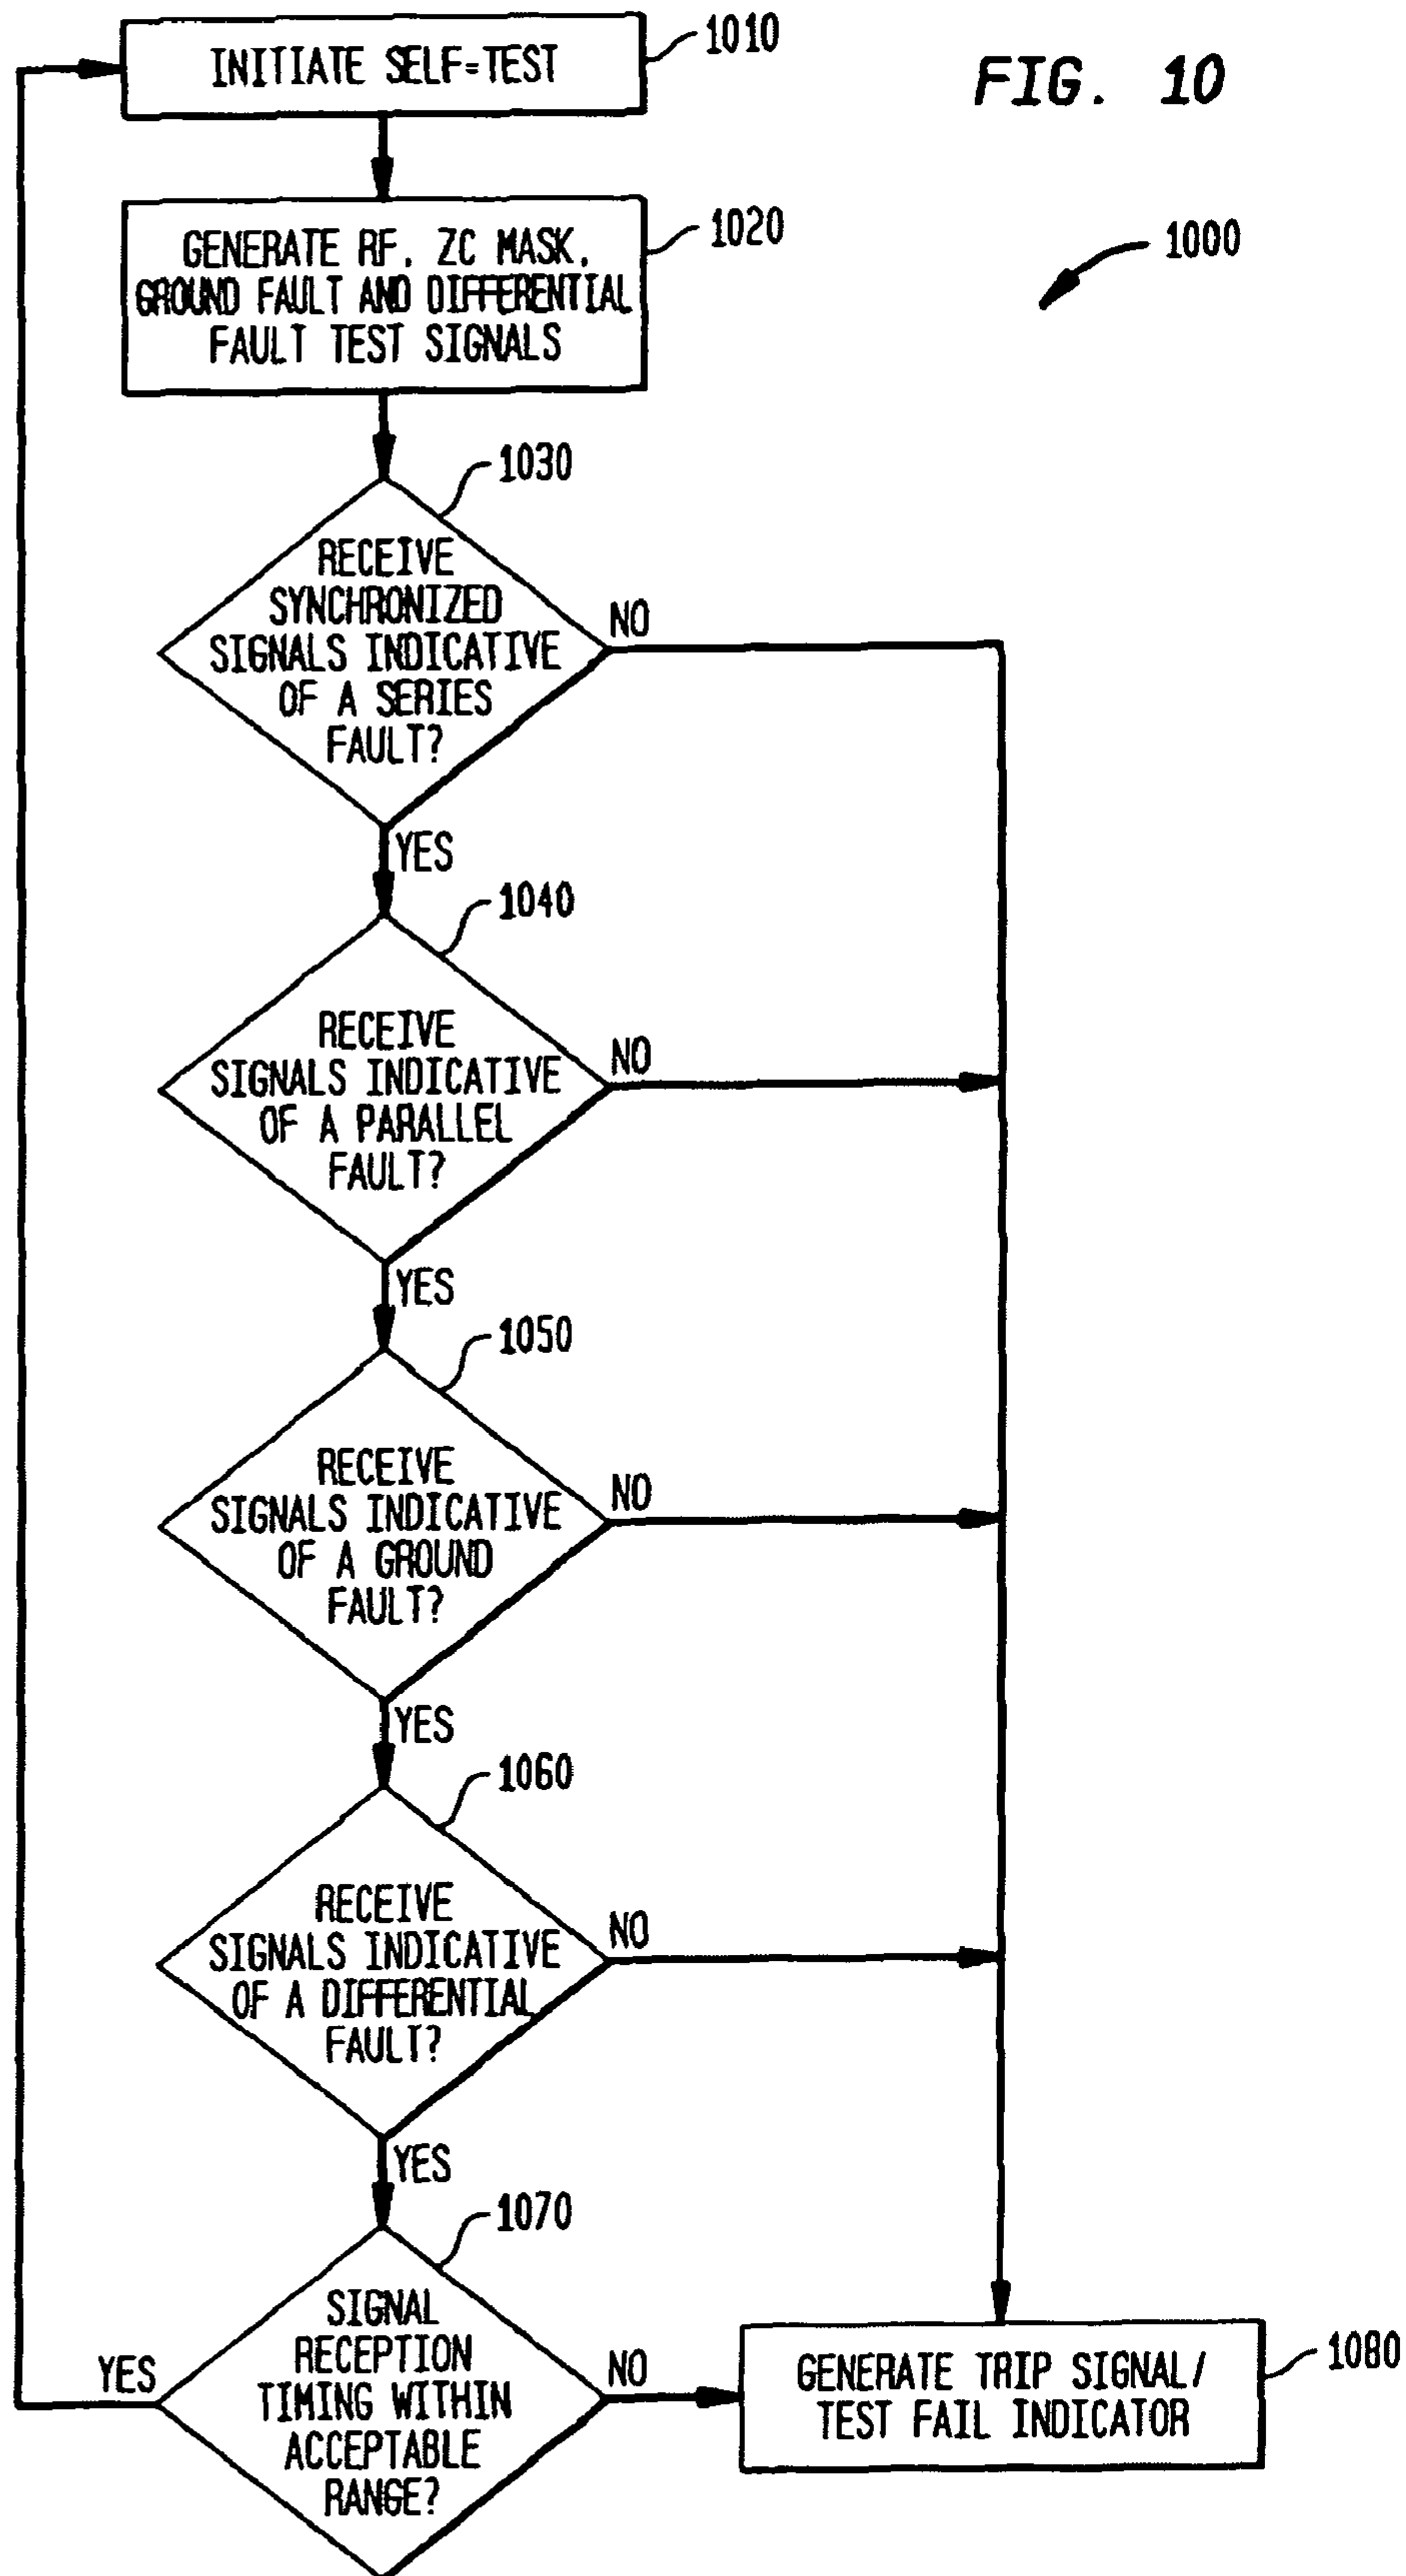 INITIATE SELF=TEST
1010
FIG. 10
GENERATE RF, ZC MASK,
GROUND FAULT AND DIFFERENTIAL
FAULT TEST SIGNALS
1020
1000
1030
RECEIVE
SYNCHRONIZED
SIGNALS INDICATIVE
OF A SERIES
FAULT?
NO
YES
1040
RECEIVE
SIGNALS INDICATIVE
OF A PARALLEL
FAULT?
NO
YES
1050
RECEIVE
SIGNALS INDICATIVE
OF A GROUND
FAULT?
NO
YES
1060
RECEIVE
SIGNALS INDICATIVE
OF A DIFFERENTIAL
FAULT?
NO
YES
1070
SIGNAL
RECEPTION
TIMING WITHIN
ACCEPTABLE
RANGE?
YES
NO
GENERATE TRIP SIGNAL/
TEST FAIL INDICATOR
1080